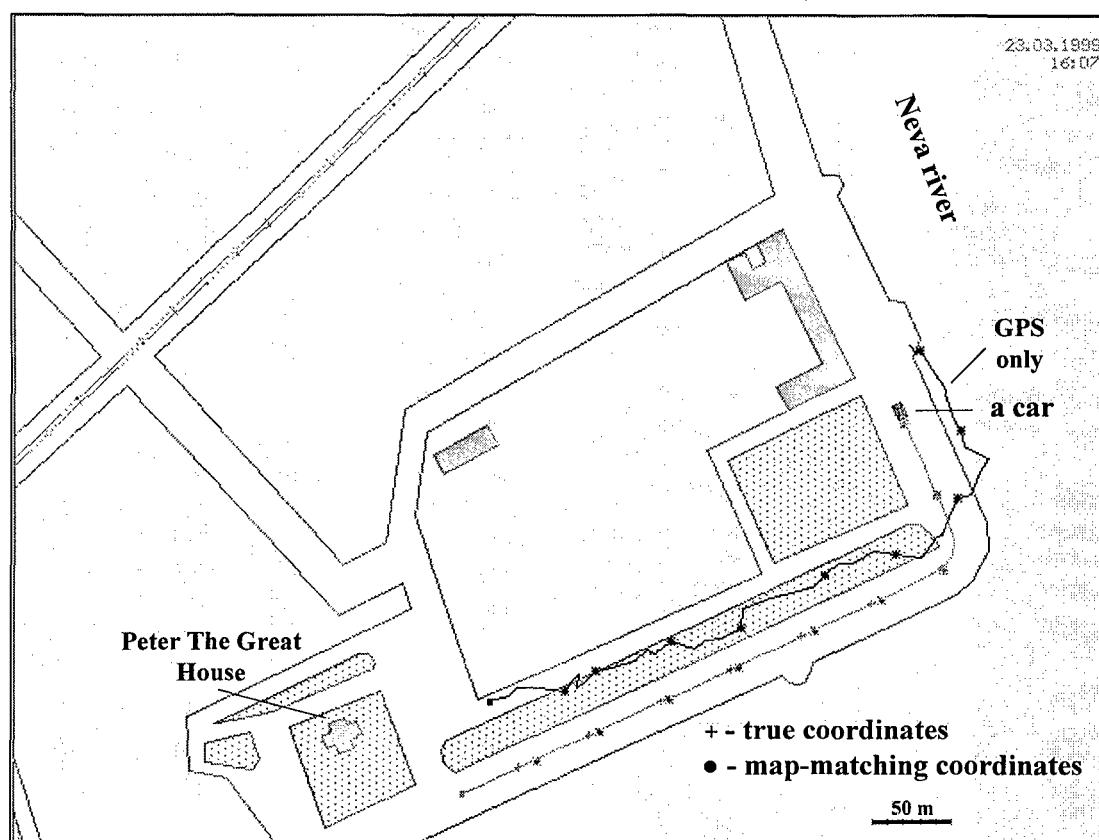 23.03.1999
16:07
Neva river
GPS
only
a car
Peter The Great
House
+ - true coordinates
● - map-matching coordinates
50 m